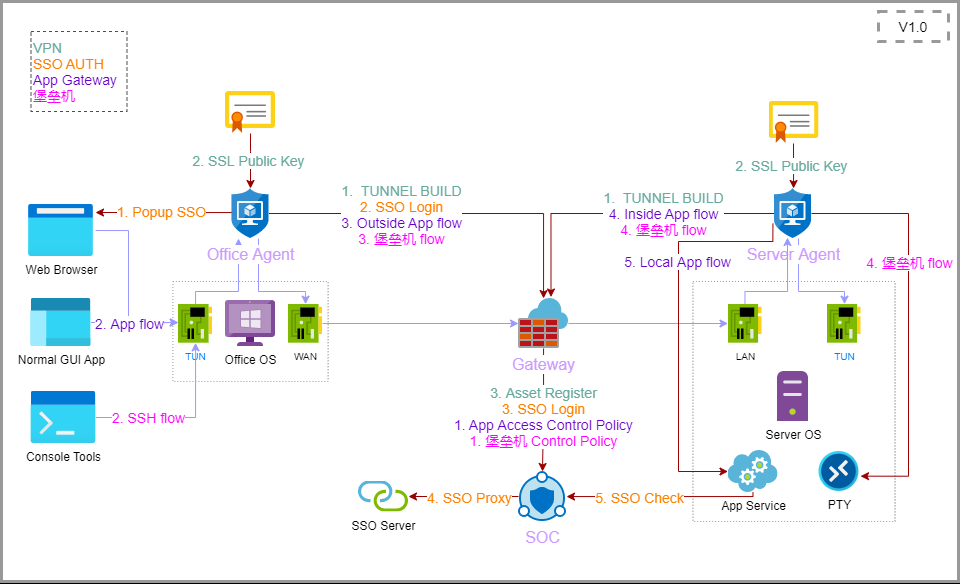 V1.0
VPN
SSO AUTH
App Gateway
堡垒机
2. SSL Public Key
2. SSL Public Key
1. Popup SSO
1. TUNNEL BUILD
2. SSO Login
3. Outside App flow
3. 堡垒机 flow
1. TUNNEL BUILD
4. Inside App flow
4. 堡垒机 flow
Office Agent
Server Agent
5. Local App flow
4. 堡垒机 flow
Web Browser
2. App flow
Normal GUI App
TUN
Office OS
WAN
Gateway
LAN
TUN
3. Asset Register
3. SSO Login
1. App Access Control Policy
1. 堡垒机 Control Policy
2. SSH flow
Console Tools
Server OS
4. SSO Proxy
5. SSO Check
SSO Server
SOC
App Service
PTY